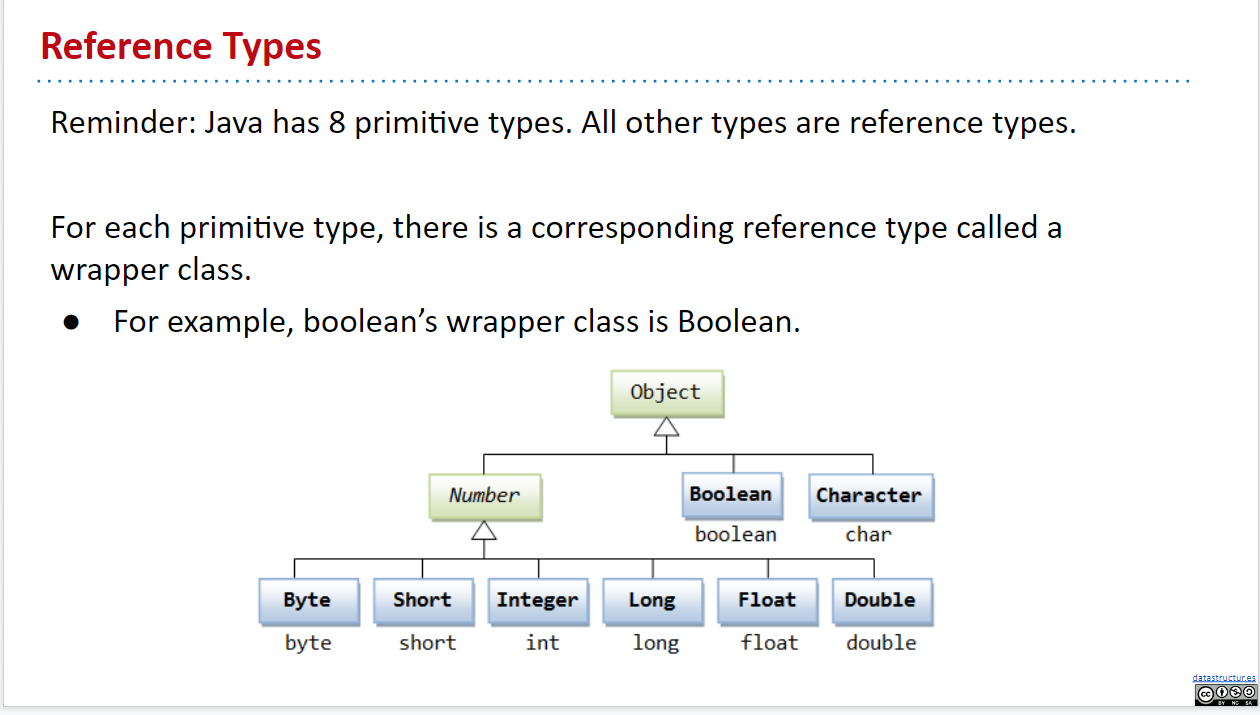 Reference Types
Reminder: Java has 8 primitive types. All other types are reference types.
For each primitive type, there is a corresponding reference type called a
wrapper class.
● For example, boolean’s wrapper class is Boolean.
Object
Number
Boolean
Character
boolean
char
Byte
Short
Integer
Long
Float
Double
byte
short
int
long
float
double
datastructur.es
cc
BY NC SA